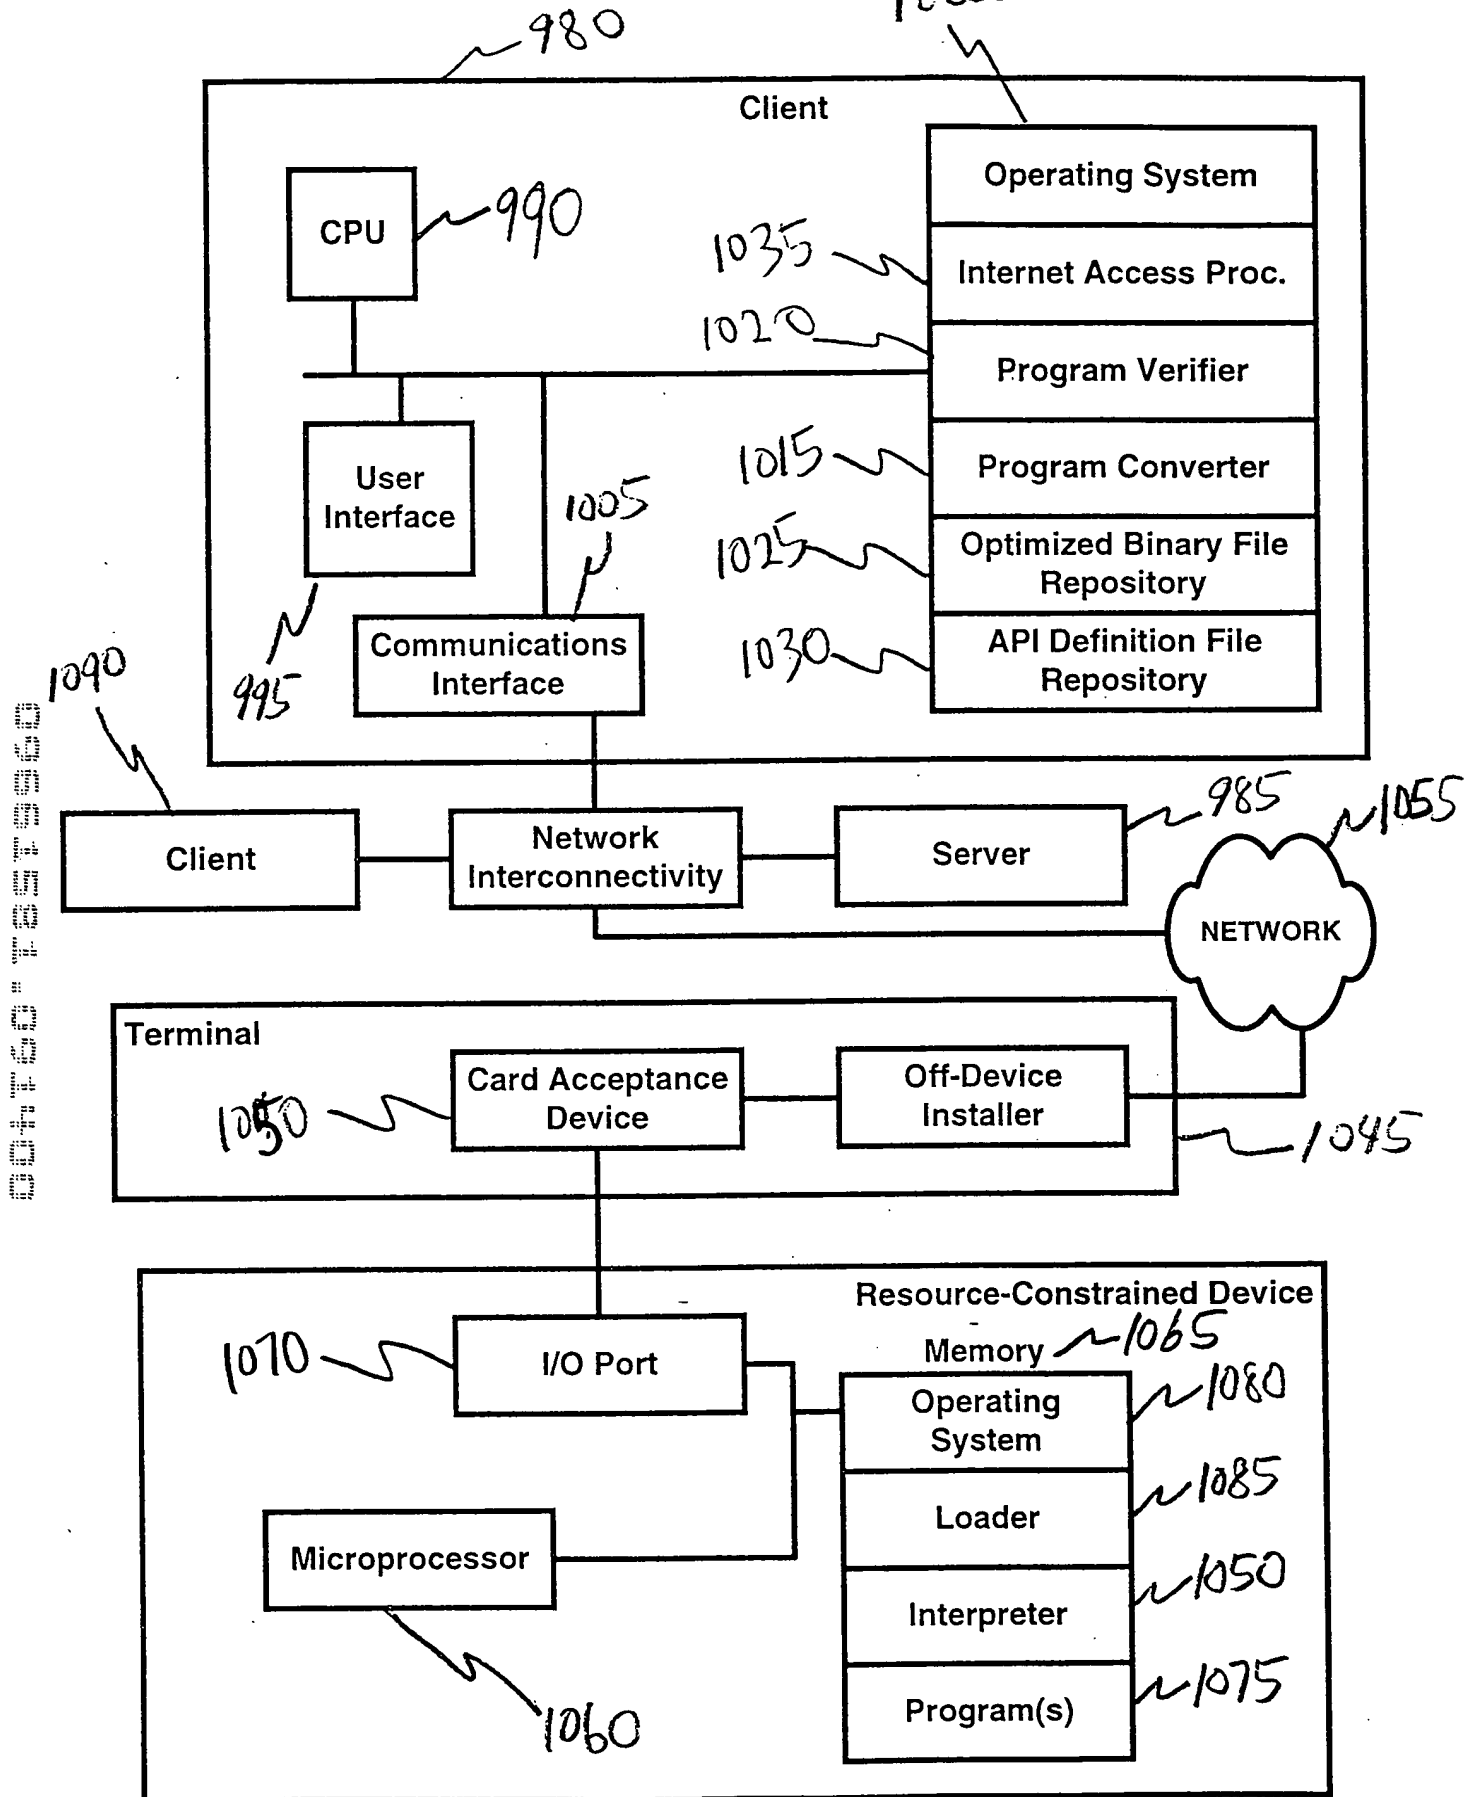 980
Client
CPU
990
Operating System
1035
Internet Access Proc.
1020
Program Verifier
1015
Program Converter
User
Interface
1005
1025
Optimized Binary File
Repository
1030
API Definition File
Repository
995
Communications
Interface
1090
Client
Network
Interconnectivity
Server
985
1055
NETWORK
Terminal
1050
Card Acceptance
Device
Off-Device
Installer
1045
Resource-Constrained Device
1070
I/O Port
Memory
1065
Operating
System
1080
Loader
1085
Microprocessor
1060
Interpreter
1050
Program(s)
1075